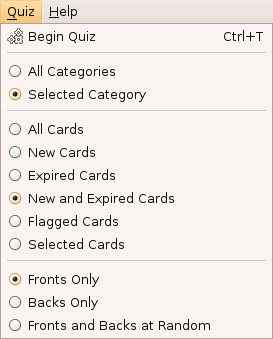 Quiz Help
Begin Quiz Ctrl+T
All Categories
Selected Category
All Cards
New Cards
Expired Cards
New and Expired Cards
Flagged Cards
Selected Cards
Fronts Only
Backs Only
Fronts and Backs at Random